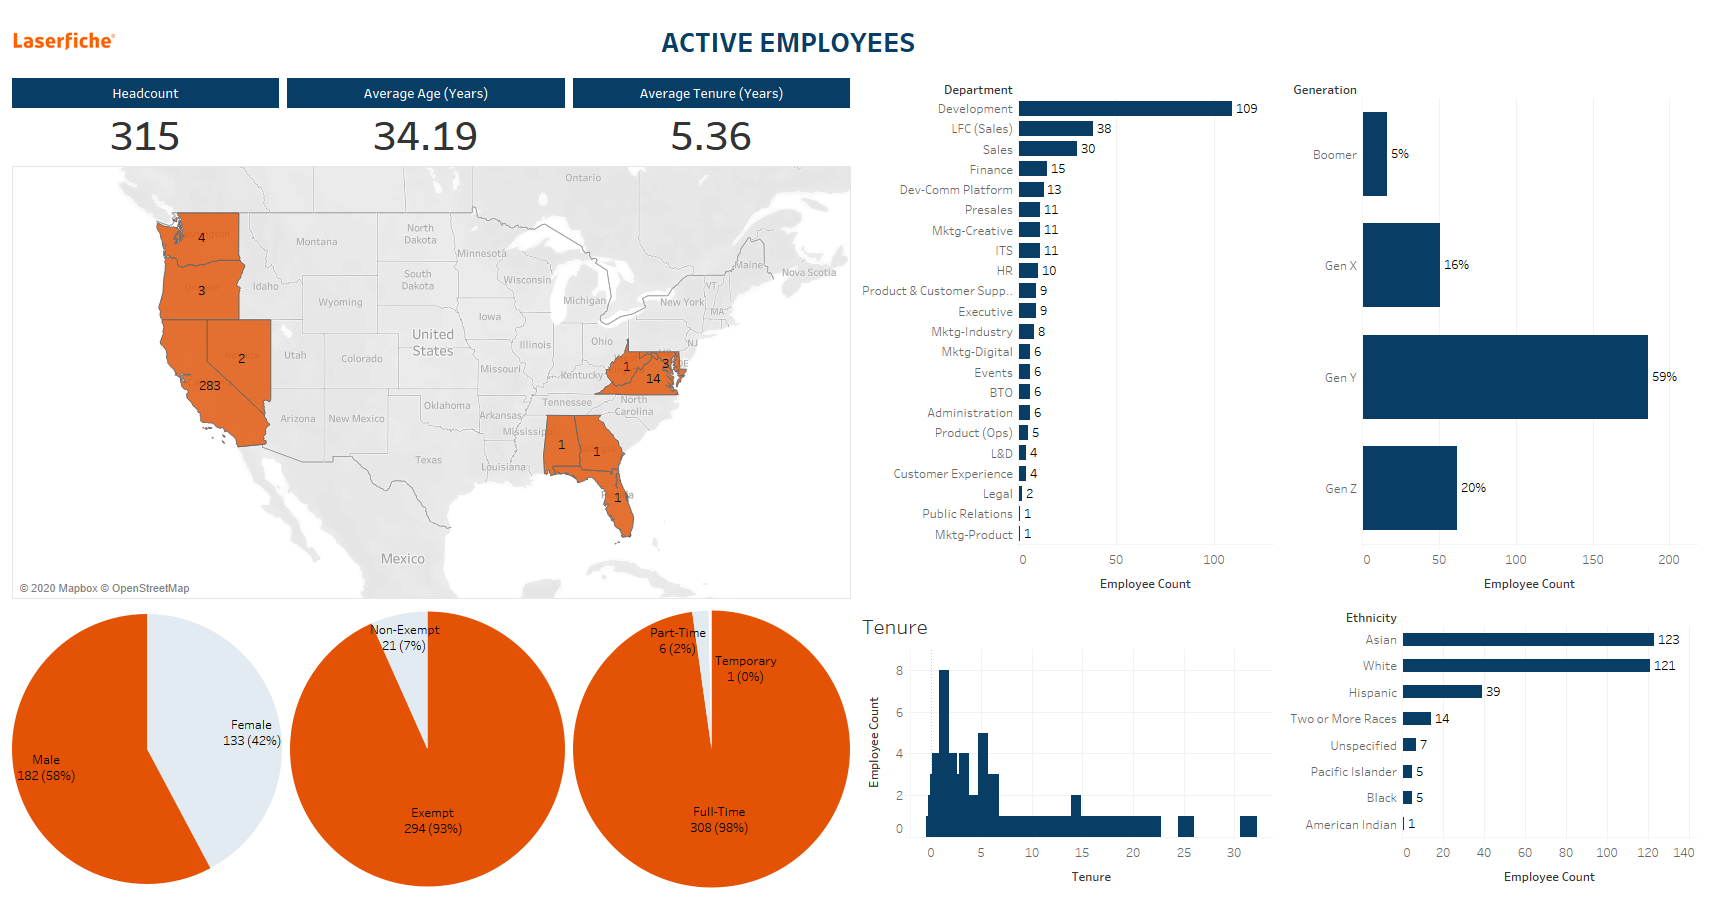 Laserfiche
ACTIVE EMPLOYEES
Headcount
Average Age (Years)
Average Tenure (Years)
315
34.19
5.36
Ontario
North
Dakota
Montana
Minnesota
4
Maine
Nova Scotia
South
Dakota
Wisconsin
Idaho
3
VT
Wyoming
Michigan
New York
MA
Iowa
United
States
Illinois
Ohio
NJ
2
Utah
Colorado
Missouri
Kentucky
1
3
DE
14
283
Tennessee
North
Carolina
Oklahoma
Arkansas
Arizona
New Mexico
Mississippi
1
1
Texas
Louisiana
1
Mexico
© 2020 Mapbox © OpenStreetMap
Department
Development 109
LFC (Sales) 38
Sales 30
Finance 15
Dev-Comm Platform 13
Presales 11
Mktg-Creative 11
ITS 11
HR 10
Product & Customer Supp.. 9
Executive 9
Mktg-Industry 8
Mktg-Digital 6
Events 6
BTO 6
Administration 6
Product (Ops) 5
L&D 4
Customer Experience 4
Legal 2
Public Relations 1
Mktg-Product 1
0 50 100
Employee Count
Generation
Boomer 5%
Gen X 16%
Gen Y 59%
Gen Z 20%
0 50 100 150 200
Employee Count
Female
133 (42%)
Male
182 (58%)
Non-Exempt
21 (7%)
Exempt
294 (93%)
Part-Time
6 (2%)
Temporary
1 (0%)
Full-Time
308 (98%)
Tenure
Employee Count
8
6
4
2
0
0 5 10 15 20 25 30
Tenure
Ethnicity
Asian 123
White 121
Hispanic 39
Two or More Races 14
Unspecified 7
Pacific Islander 5
Black 5
American Indian 1
0 20 40 60 80 100 120 140
Employee Count